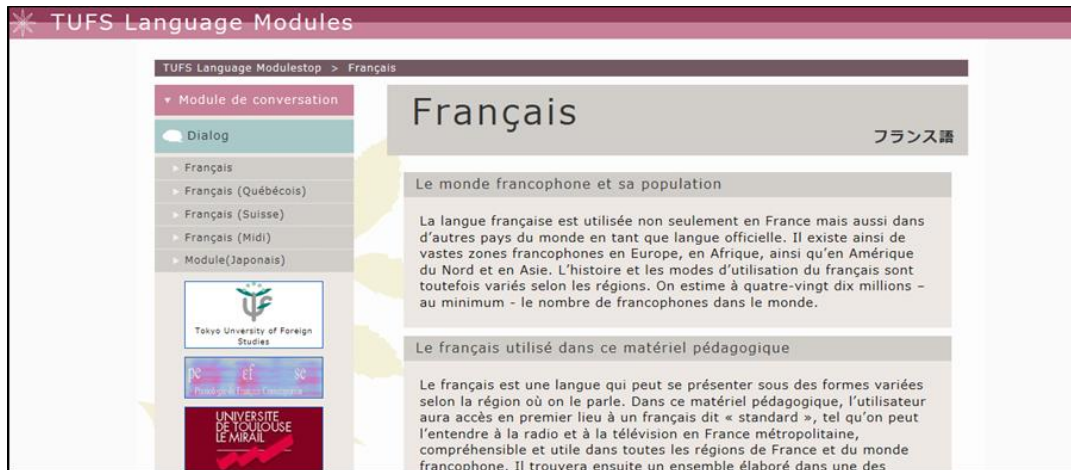 TUFS Language Modules
TUFS Language Modulestop > Français
Module de conversation
Dialog
Français
Français (Québécois)
Français (Suisse)
Français (Midi)
Module(Japonais)
TUFS
Tokyo Unversity of Foreign
Studies
pe ef se
UNIVERSITE
DE TOULOUSE
LE MIRAIL
Français
フランス語
Le monde francophone et sa population
La langue française est utilisée non seulement en France mais aussi dans
d'autres pays du monde en tant que langue officielle. Il existe ainsi de
vastes zones francophones en Europe, en Afrique, ainsi qu'en Amérique
du Nord et en Asie. L'histoire et les modes d'utilisation du français sont
toutefois variés selon les régions. On estime à quatre-vingt dix millions –
au minimum - le nombre de francophones dans le monde.
Le français utilisé dans ce matériel pédagogique
Le français est une langue qui peut se présenter sous des formes variées
selon la région où on le parle. Dans ce matériel pédagogique, l'utilisateur
aura accès en premier lieu à un français dit « standard », tel qu'on peut
l'entendre à la radio et à la télévision en France métropolitaine,
compréhensible et utile dans toutes les régions de France et du monde
francophone. Il trouvera ensuite un ensemble élaboré dans une des